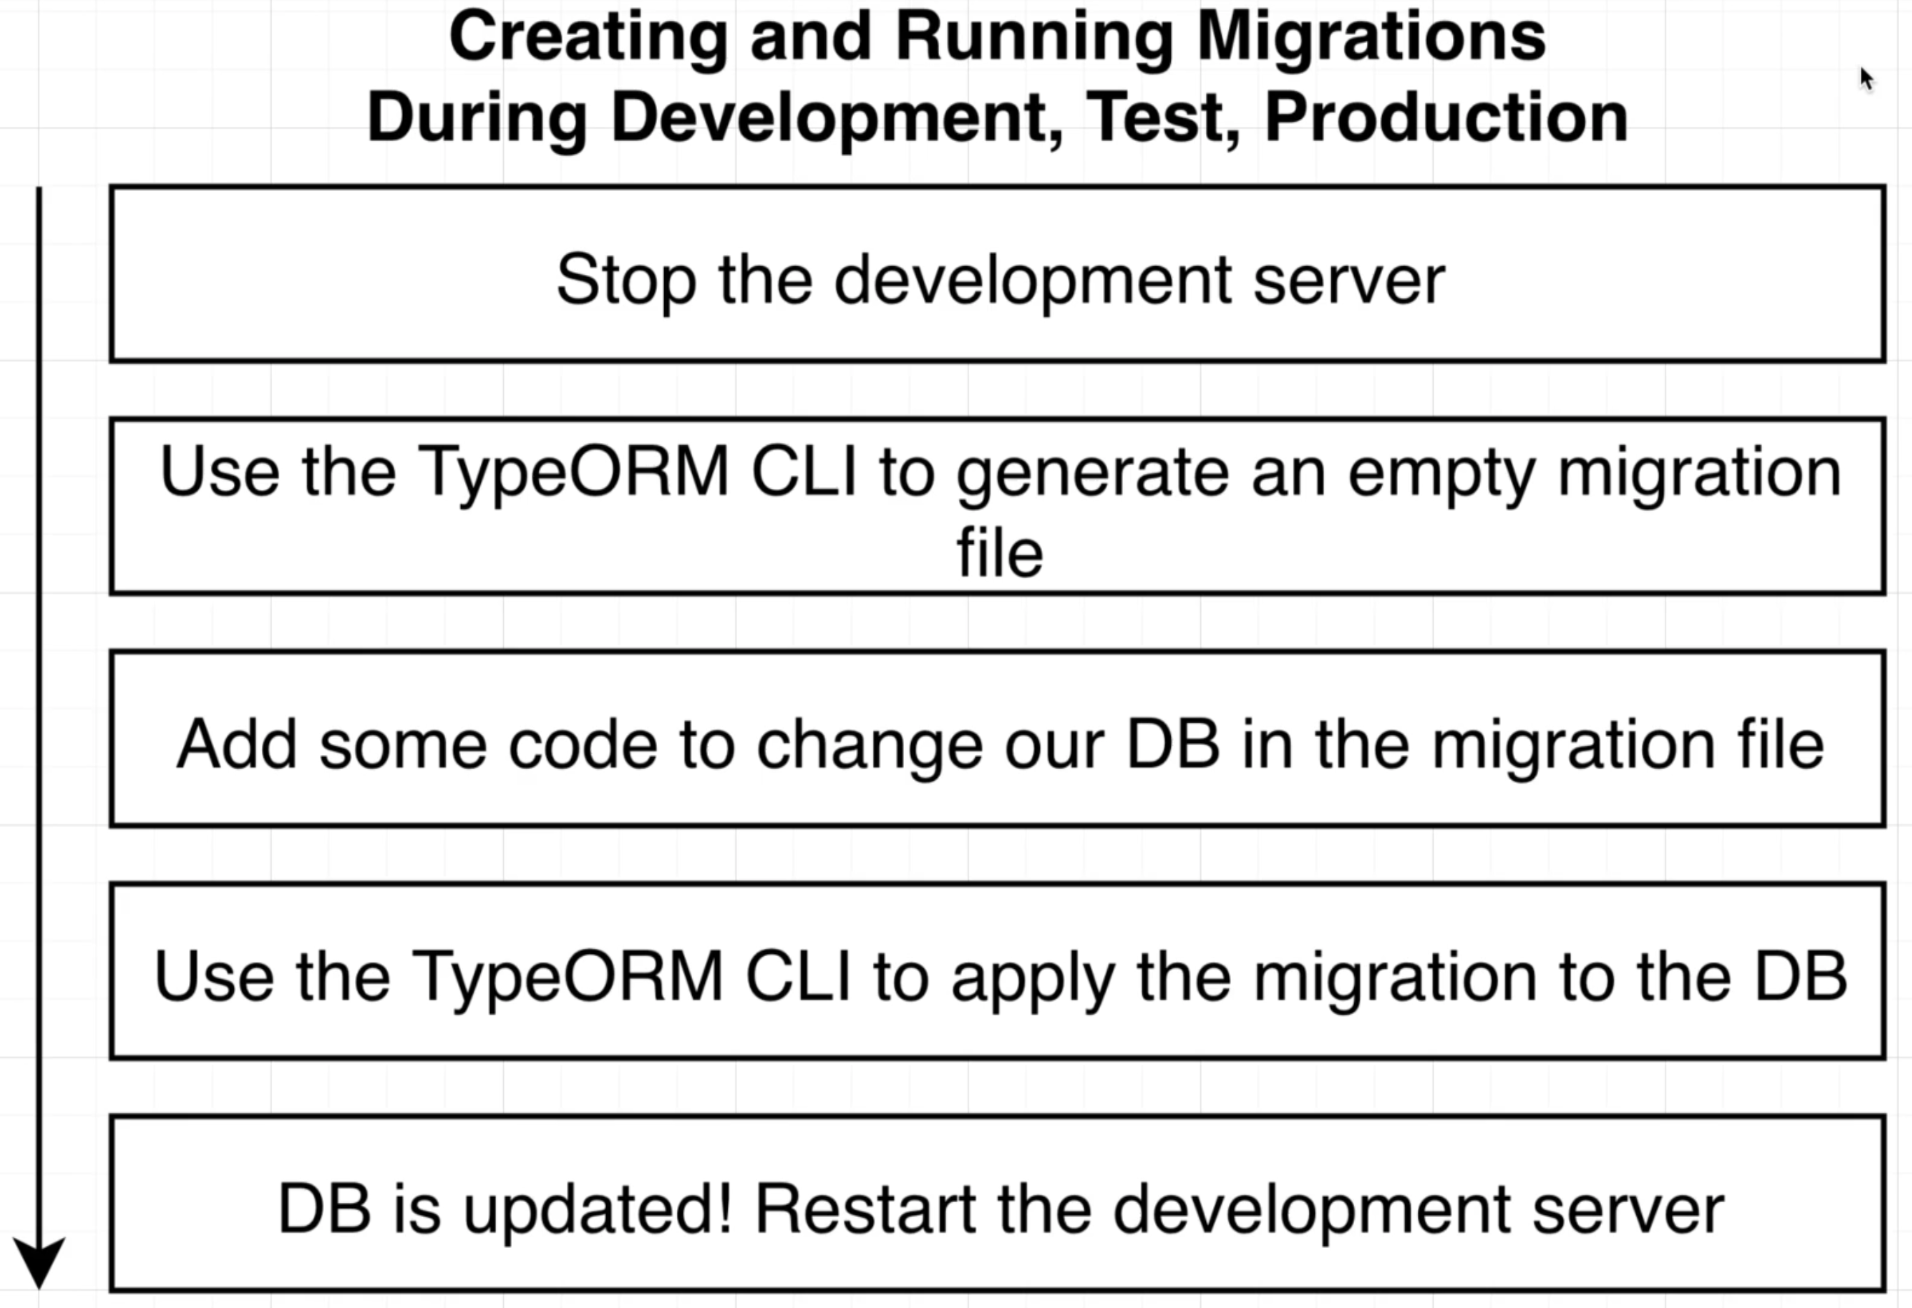 Creating and Running Migrations
During Development, Test, Production
Stop the development server
Use the TypeORM CLI to generate an empty migration
file
Add some code to change our DB in the migration file
Use the TypeORM CLI to apply the migration to the DB
DB is updated! Restart the development server